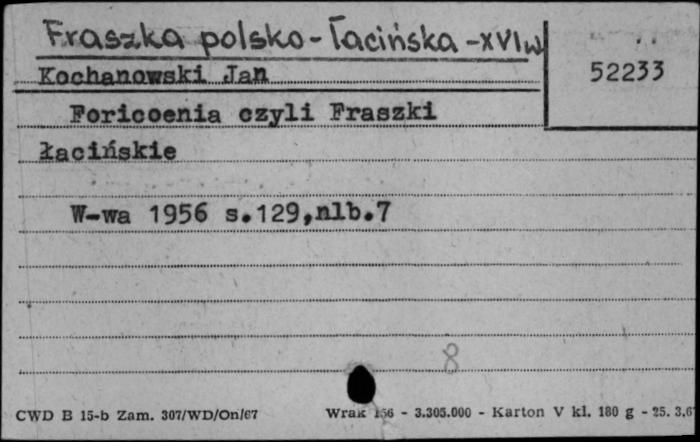 Fraszka polsko-łacińska-XVIw
52233
Kochanowski Jan
Foricoenia czyli Fraszki
łacińskie
W-wa 1956 s.129,nlb.7
8
CWD B 15-b Zam. 307/WD/On/67 Wrak 156 - 3.305.000 - Karton V kl. 180 g - 25. 3.67